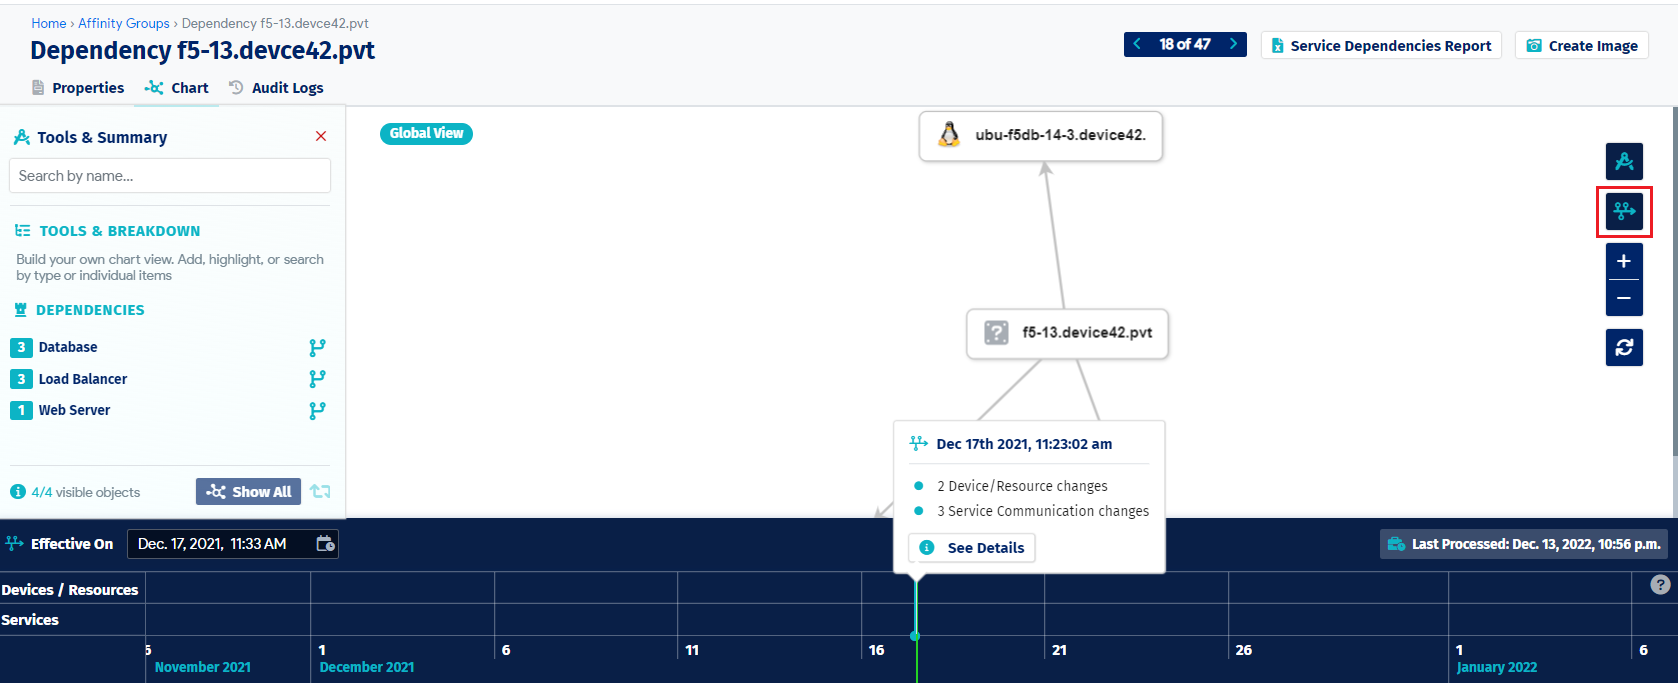 Home › Affinity Groups › Dependency f5-13.devce42.pvt
Dependency f5-13.devce42.pvt
18 of 47
Service Dependencies Report
Create Image
Properties
Chart
Audit Logs
Tools & Summary
Search by name...
TOOLS & BREAKDOWN
Build your own chart view. Add, highlight, or search
by type or individual items
DEPENDENCIES
3 Database
3 Load Balancer
1 Web Server
4/4 visible objects
Show All
Global View
ubu-f5db-14-3.device42.
f5-13.device42.pvt
Dec 17th 2021, 11:23:02 am
2 Device/Resource changes
3 Service Communication changes
See Details
Effective On
Dec. 17, 2021, 11:33 AM
Last Processed: Dec. 13, 2022, 10:56 p.m.
Devices / Resources
?
Services
1 6 11 16 21 26 1 6
November 2021 December 2021 January 2022